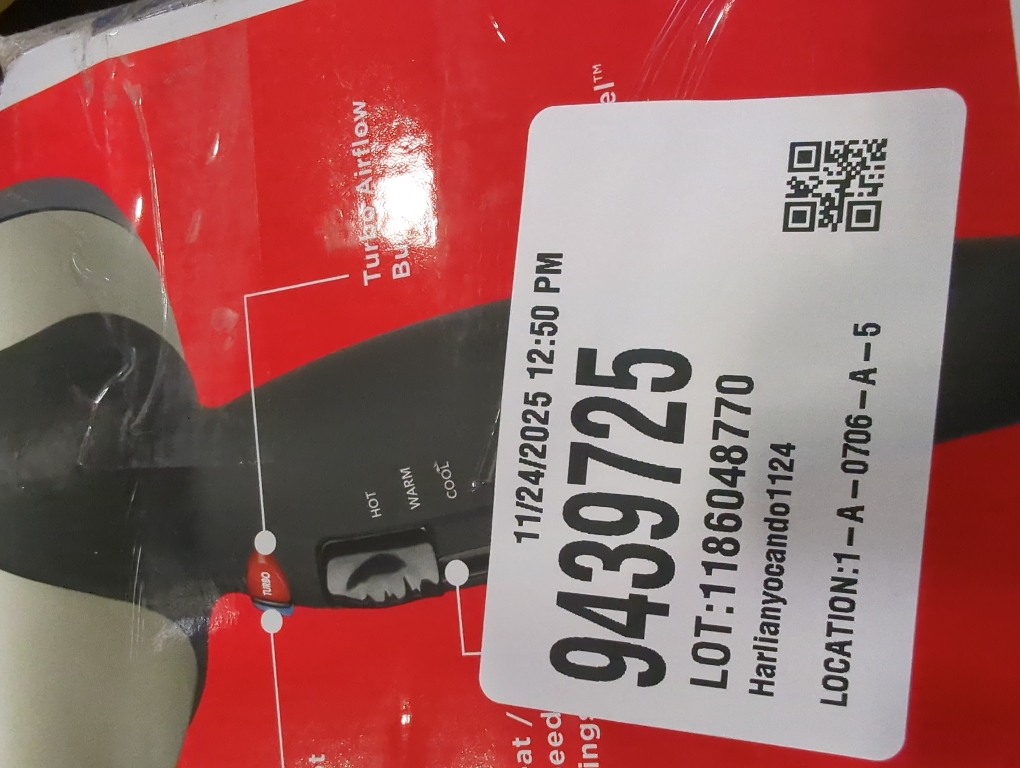 Turbo Airflow
HOT
WARM
COOL
TURBO
11/24/2025 12:50 PM
9439725
LOT:1186048770
Harlianyocando1124
LOCATION:1-A-0706-A-5